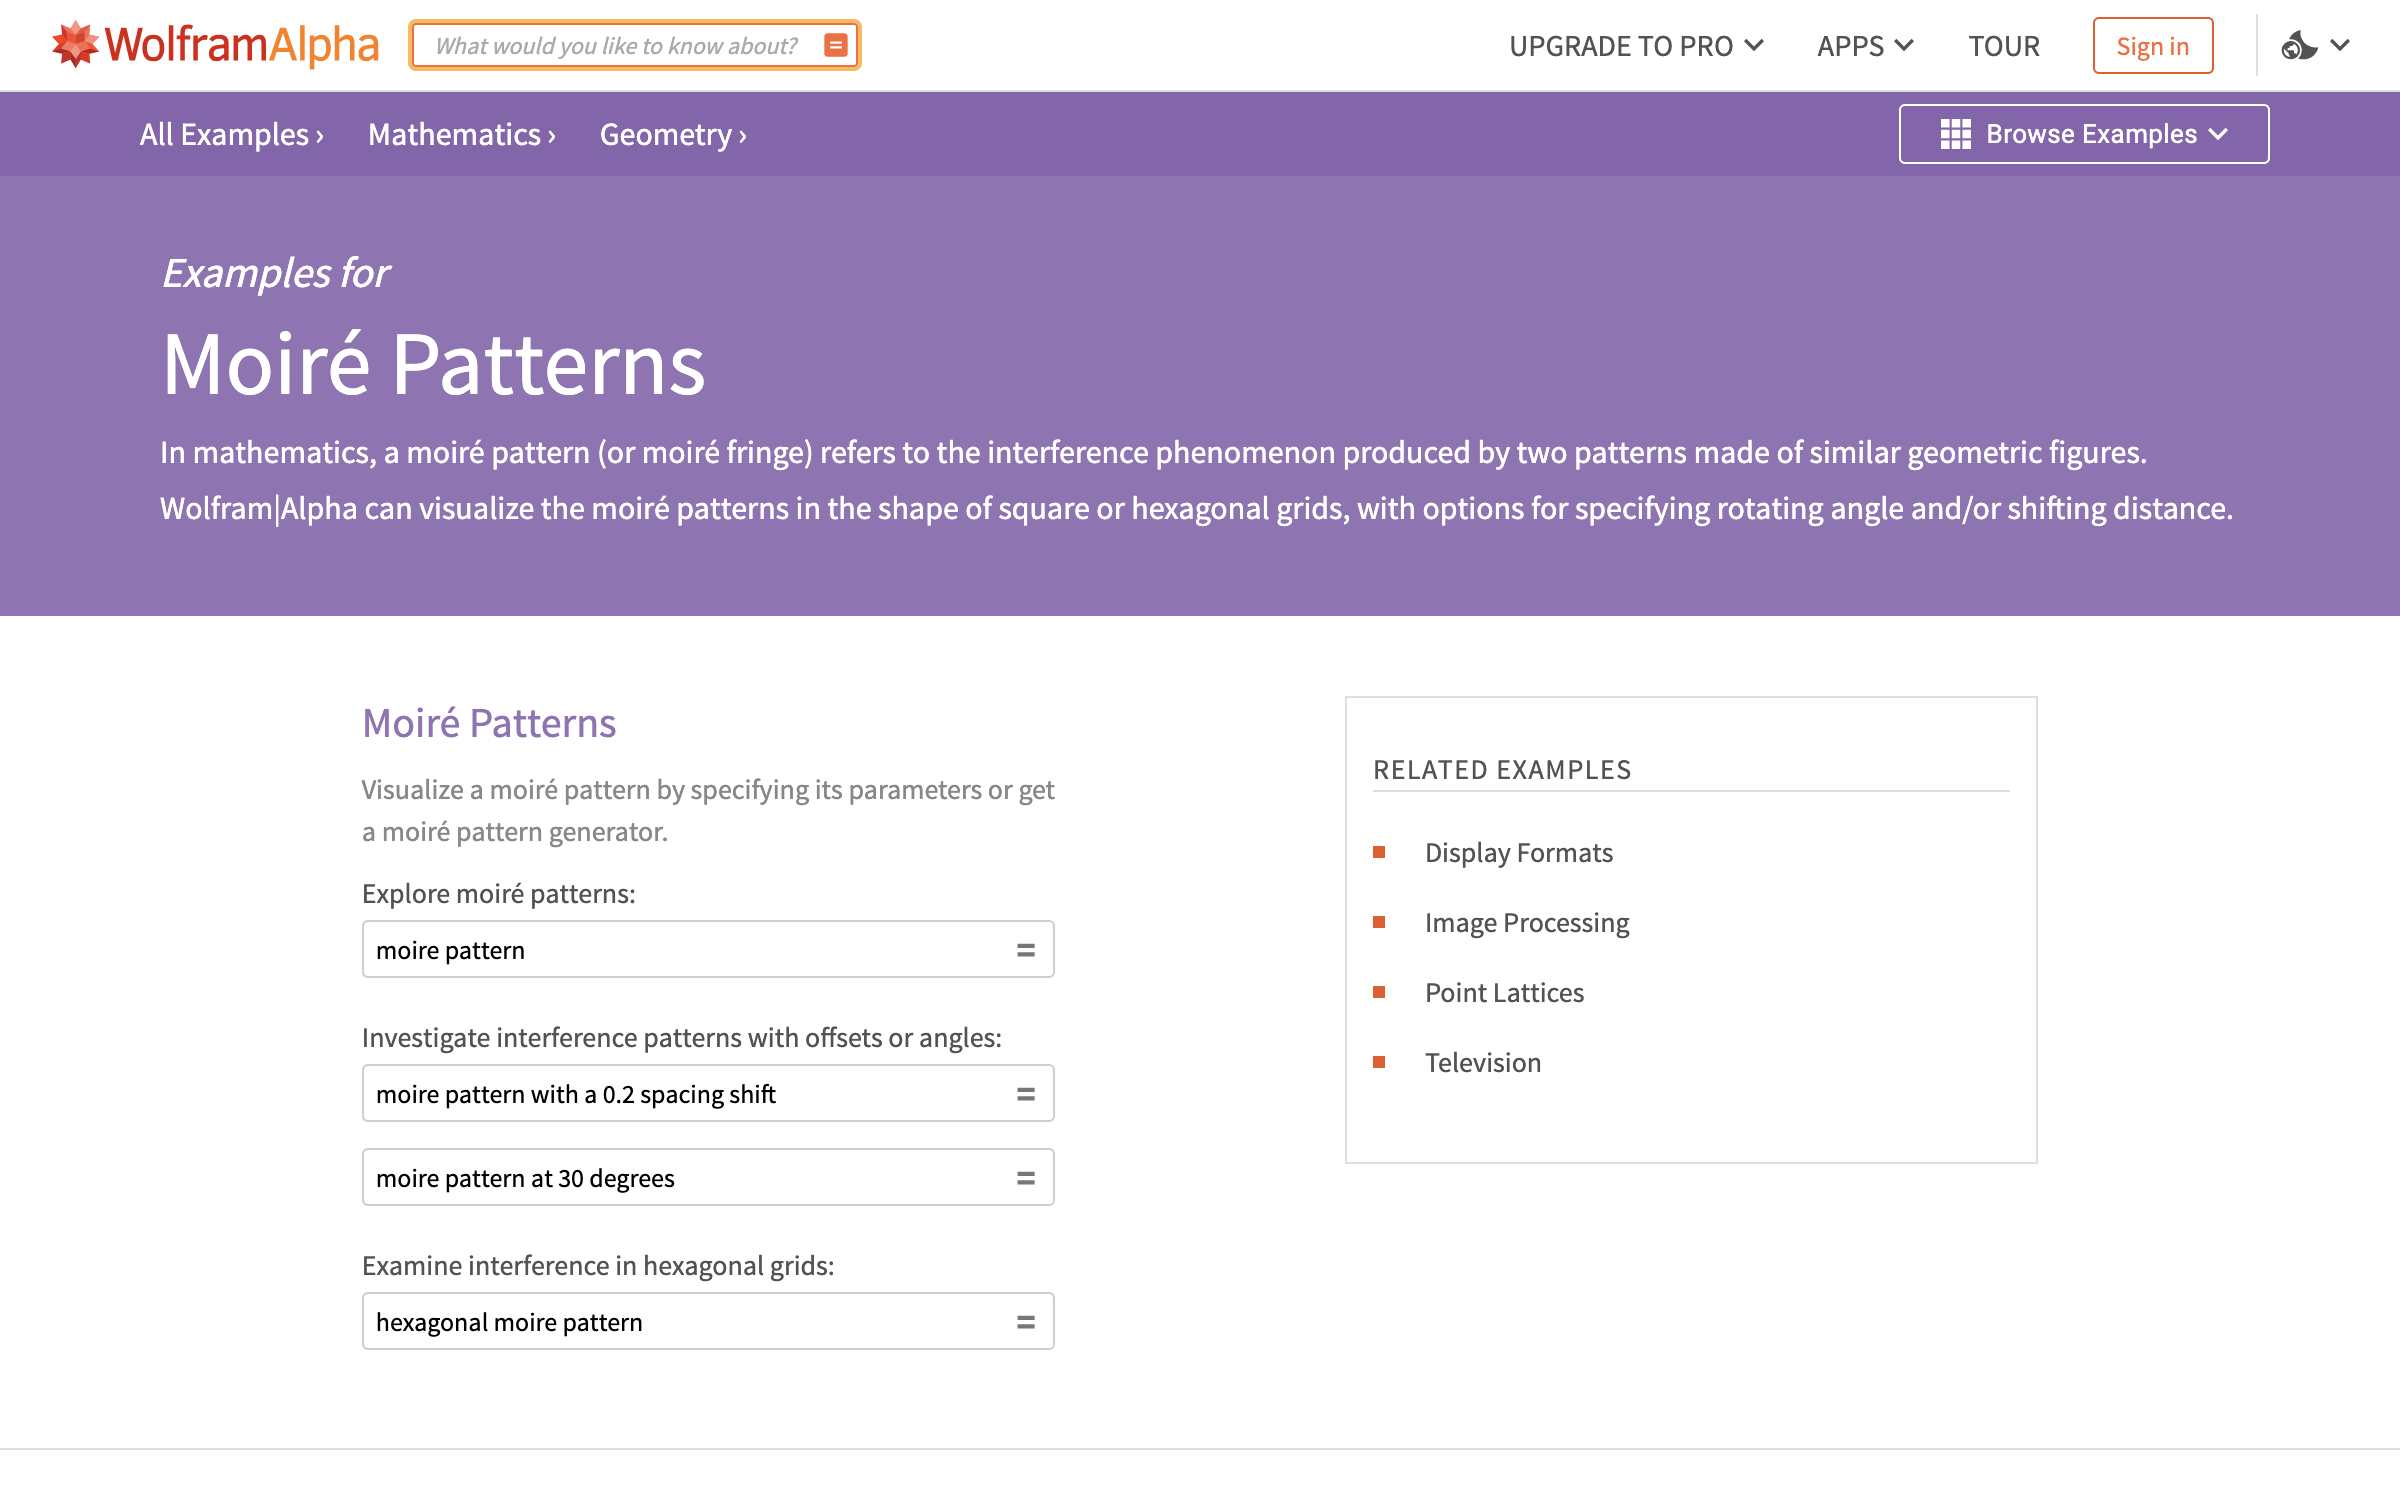 WolframAlpha
What would you like to know about?
UPGRADE TO PRO
APPS
TOUR
Sign in
All Examples ›
Mathematics ›
Geometry ›
Browse Examples
Examples for
Moiré Patterns
In mathematics, a moiré pattern (or moiré fringe) refers to the interference phenomenon produced by two patterns made of similar geometric figures.
Wolfram|Alpha can visualize the moiré patterns in the shape of square or hexagonal grids, with options for specifying rotating angle and/or shifting distance.
Moiré Patterns
Visualize a moiré pattern by specifying its parameters or get
a moiré pattern generator.
Explore moiré patterns:
moire pattern
Investigate interference patterns with offsets or angles:
moire pattern with a 0.2 spacing shift
moire pattern at 30 degrees
Examine interference in hexagonal grids:
hexagonal moire pattern
RELATED EXAMPLES
Display Formats
Image Processing
Point Lattices
Television